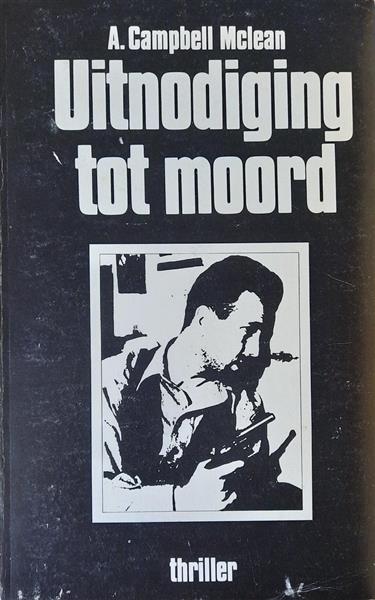 A. Campbell Mclean
Uitnodiging
tot moord
thriller